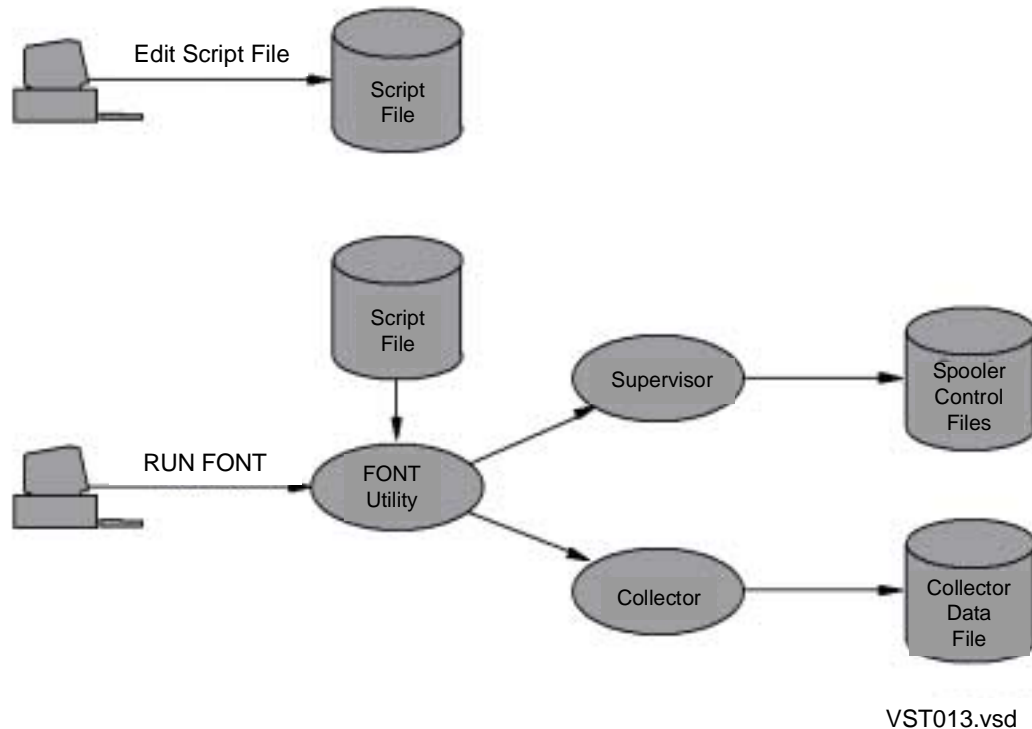 Edit Script File
Script
File
Script
File
Supervisor
Spooler
Control
Files
RUN FONT
FONT
Utility
Collector
Collector
Data
File
VST013.vsd